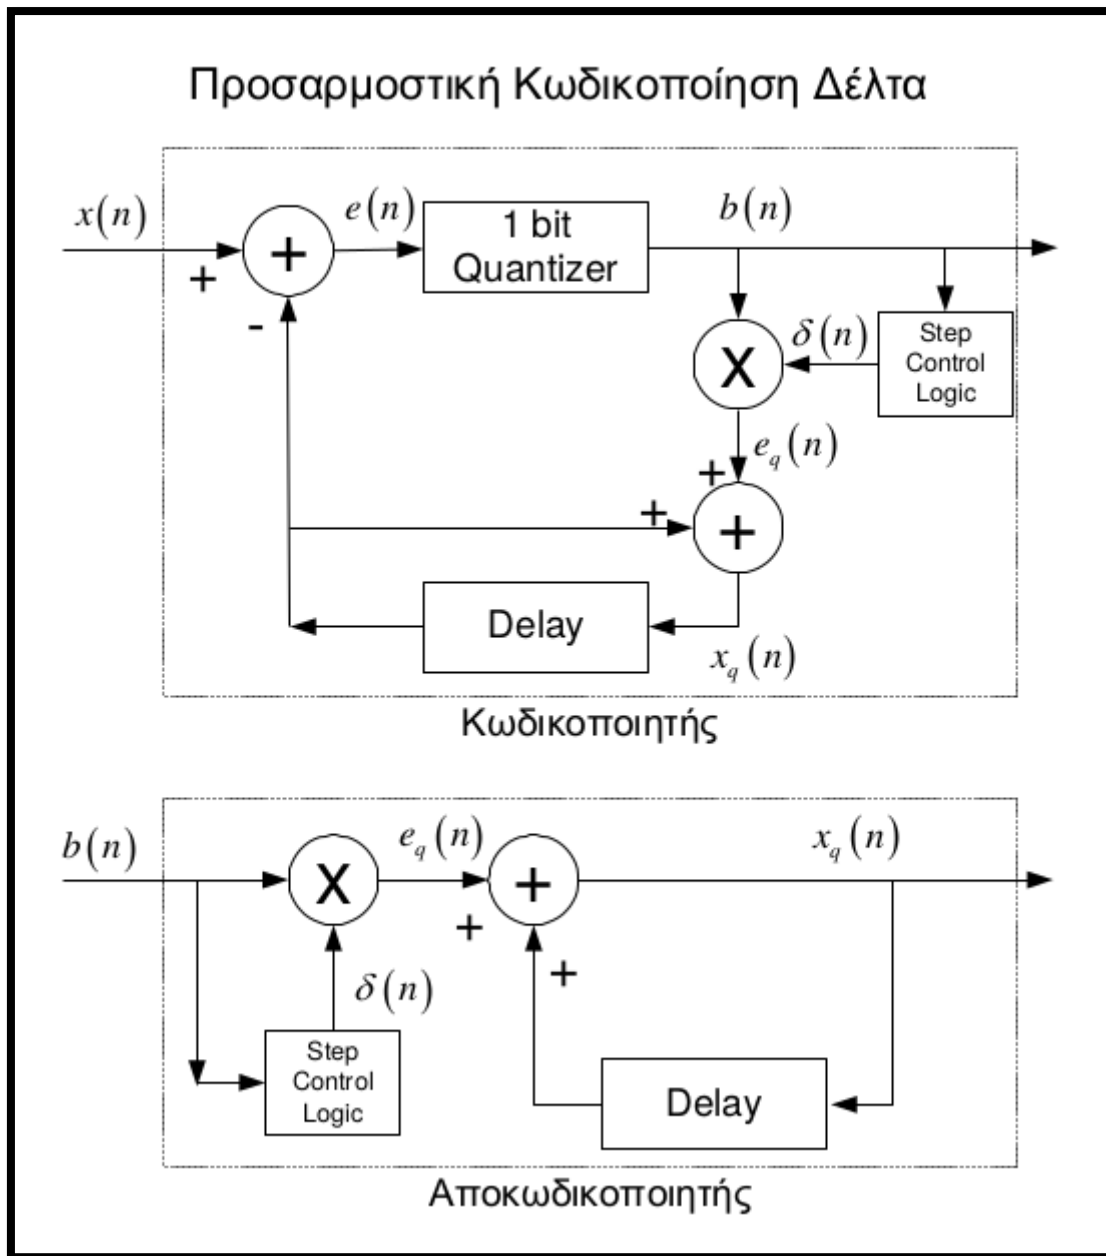 Προσαρμοστική Κωδικοποίηση Δέλτα
x(n)
e(n)
1 bit
Quantizer
b(n)
+
+
-
δ(n)
Step
Control
Logic
X
e_q(n)
+
+
+
Delay
x_q(n)
Κωδικοποιητής
b(n)
X
e_q(n)
+
x_q(n)
+
+
δ(n)
Step
Control
Logic
Delay
Αποκωδικοποιητής